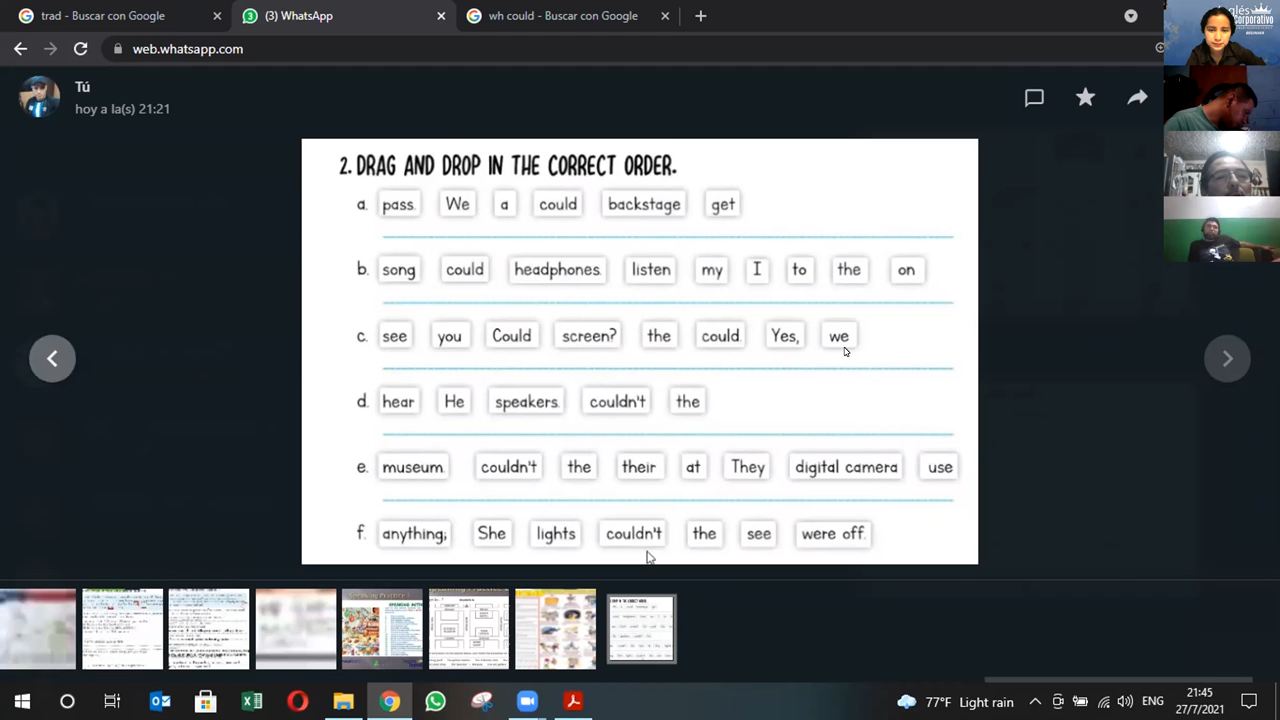 trad - Buscar con Google
(3) WhatsApp
wh could - Buscar con Google
web.whatsapp.com
Tú
hoy a la(s) 21:21
2. DRAG AND DROP IN THE CORRECT ORDER.
a. pass. We a could backstage get
b. song could headphones. listen my I to the on
c. see you Could screen? the could. Yes, we
d. hear He speakers. couldn't the
e. museum. couldn't the their at They digital camera use
f. anything; She lights couldn't the see were off.
Speaking Practice
77°F Light rain
ENG
21:45
27/7/2021